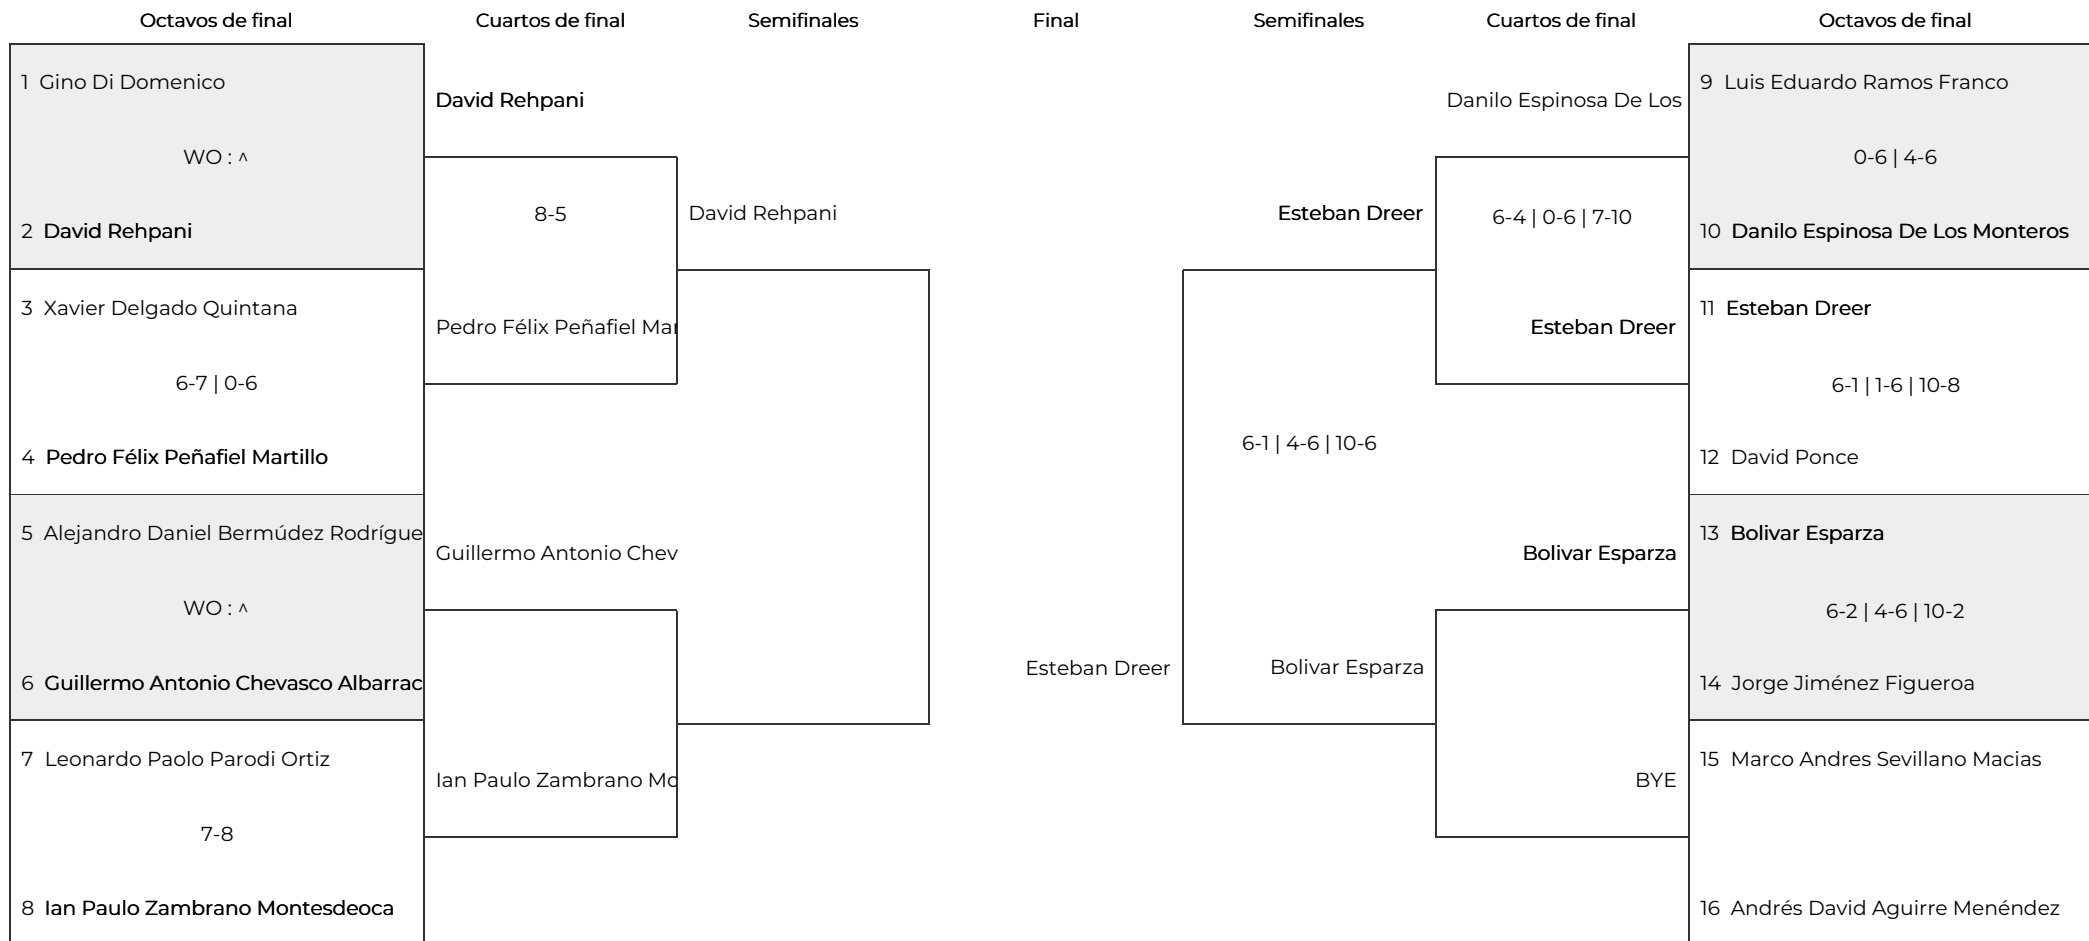 Octavos de final
Cuartos de final
Semifinales
Final
Semifinales
Cuartos de final
Octavos de final
1 Gino Di Domenico
WO : ^
2 David Rehpani
3 Xavier Delgado Quintana
6-7 | 0-6
4 Pedro Félix Peñafiel Martillo
5 Alejandro Daniel Bermúdez Rodrígue
WO : ^
6 Guillermo Antonio Chevasco Albarrac
7 Leonardo Paolo Parodi Ortiz
7-8
8 Ian Paulo Zambrano Montesdeoca
David Rehpani
8-5
Pedro Félix Peñafiel Mar
Guillermo Antonio Chev
Ian Paulo Zambrano Mo
David Rehpani
Esteban Dreer
Esteban Dreer
6-1 | 4-6 | 10-6
Bolivar Esparza
Danilo Espinosa De Los
6-4 | 0-6 | 7-10
Esteban Dreer
Bolivar Esparza
BYE
9 Luis Eduardo Ramos Franco
0-6 | 4-6
10 Danilo Espinosa De Los Monteros
11 Esteban Dreer
6-1 | 1-6 | 10-8
12 David Ponce
13 Bolivar Esparza
6-2 | 4-6 | 10-2
14 Jorge Jiménez Figueroa
15 Marco Andres Sevillano Macias
16 Andrés David Aguirre Menéndez